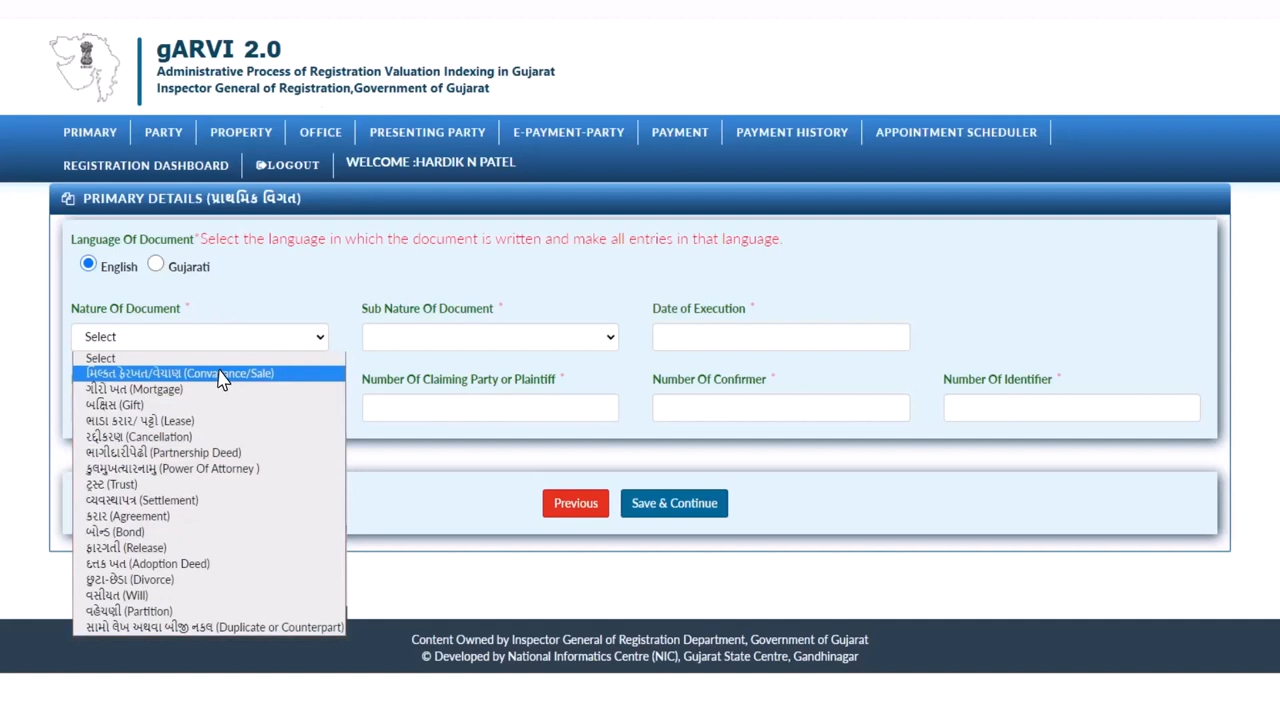 gARVI 2.0
Administrative Process of Registration Valuation Indexing in Gujarat
Inspector General of Registration,Government of Gujarat
PRIMARY PARTY PROPERTY OFFICE PRESENTING PARTY E-PAYMENT-PARTY PAYMENT PAYMENT HISTORY APPOINTMENT SCHEDULER
REGISTRATION DASHBOARD LOGOUT WELCOME :HARDIK N PATEL
PRIMARY DETAILS (પ્રાથમિક વિગત)
Language Of Document*Select the language in which the document is written and make all entries in that language.
English Gujarati
Nature Of Document * Sub Nature Of Document * Date of Execution *
Select
Number Of Claiming Party or Plaintiff * Number Of Confirmer * Number Of Identifier *
Select
મિલ્કત ફેરખત/વેચાણ (Conveyance/Sale)
ગીરો ખત (Mortgage)
બક્ષિસ (Gift)
ભાડા કરાર/ પટ્ટો (Lease)
રદ્દીકરણ (Cancellation)
ભાગીદારીપેઢી (Partnership Deed)
કુલમુખત્યારનામુ (Power Of Attorney )
ટ્રસ્ટ (Trust)
વ્યવસ્થાપત્ર (Settlement)
કરાર (Agreement)
બોન્ડ (Bond)
ફારગતી (Release)
દતક ખત (Adoption Deed)
છુટા-છેડા (Divorce)
વસીયત (Will)
વહેચણી (Partition)
સામો લેખ અથવા બીજી નકલ (Duplicate or Counterpart)
Previous Save & Continue
Content Owned by Inspector General of Registration Department, Government of Gujarat
© Developed by National Informatics Centre (NIC), Gujarat State Centre, Gandhinagar